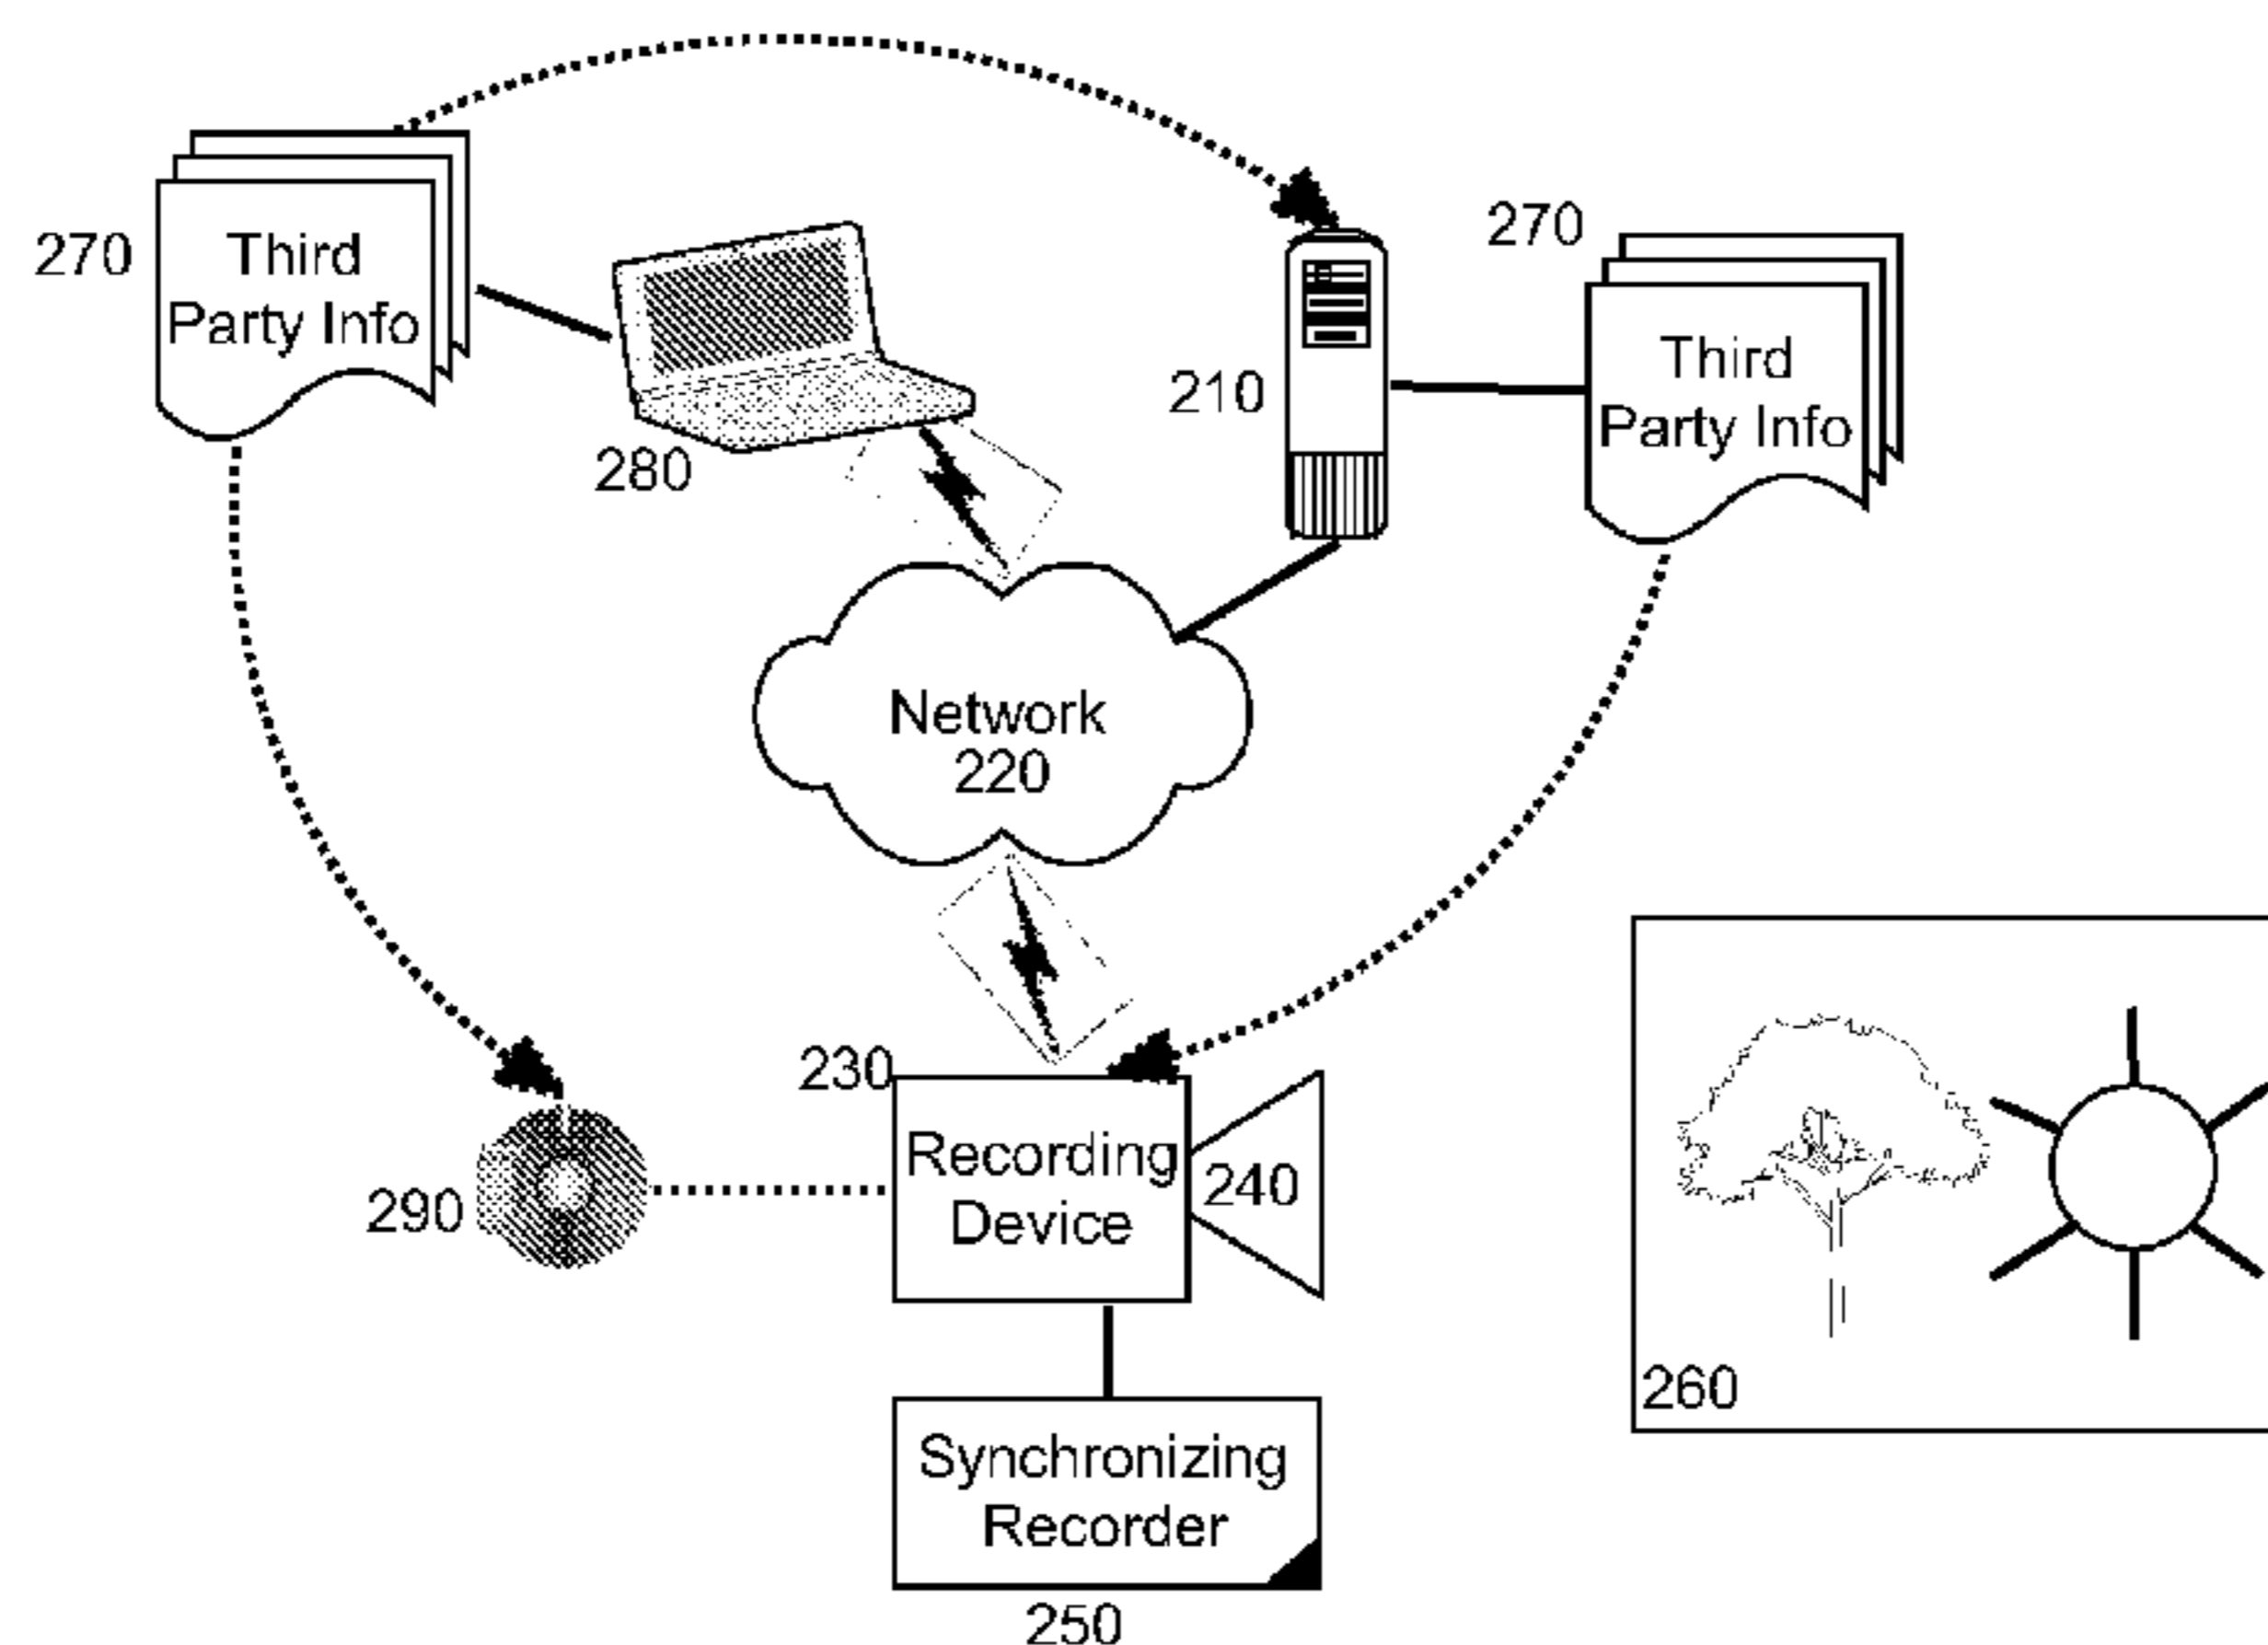 270
Third
Party Info
280
210
270
Third
Party Info
Network
220
230
Recording
Device
240
290
260
Synchronizing
Recorder
250